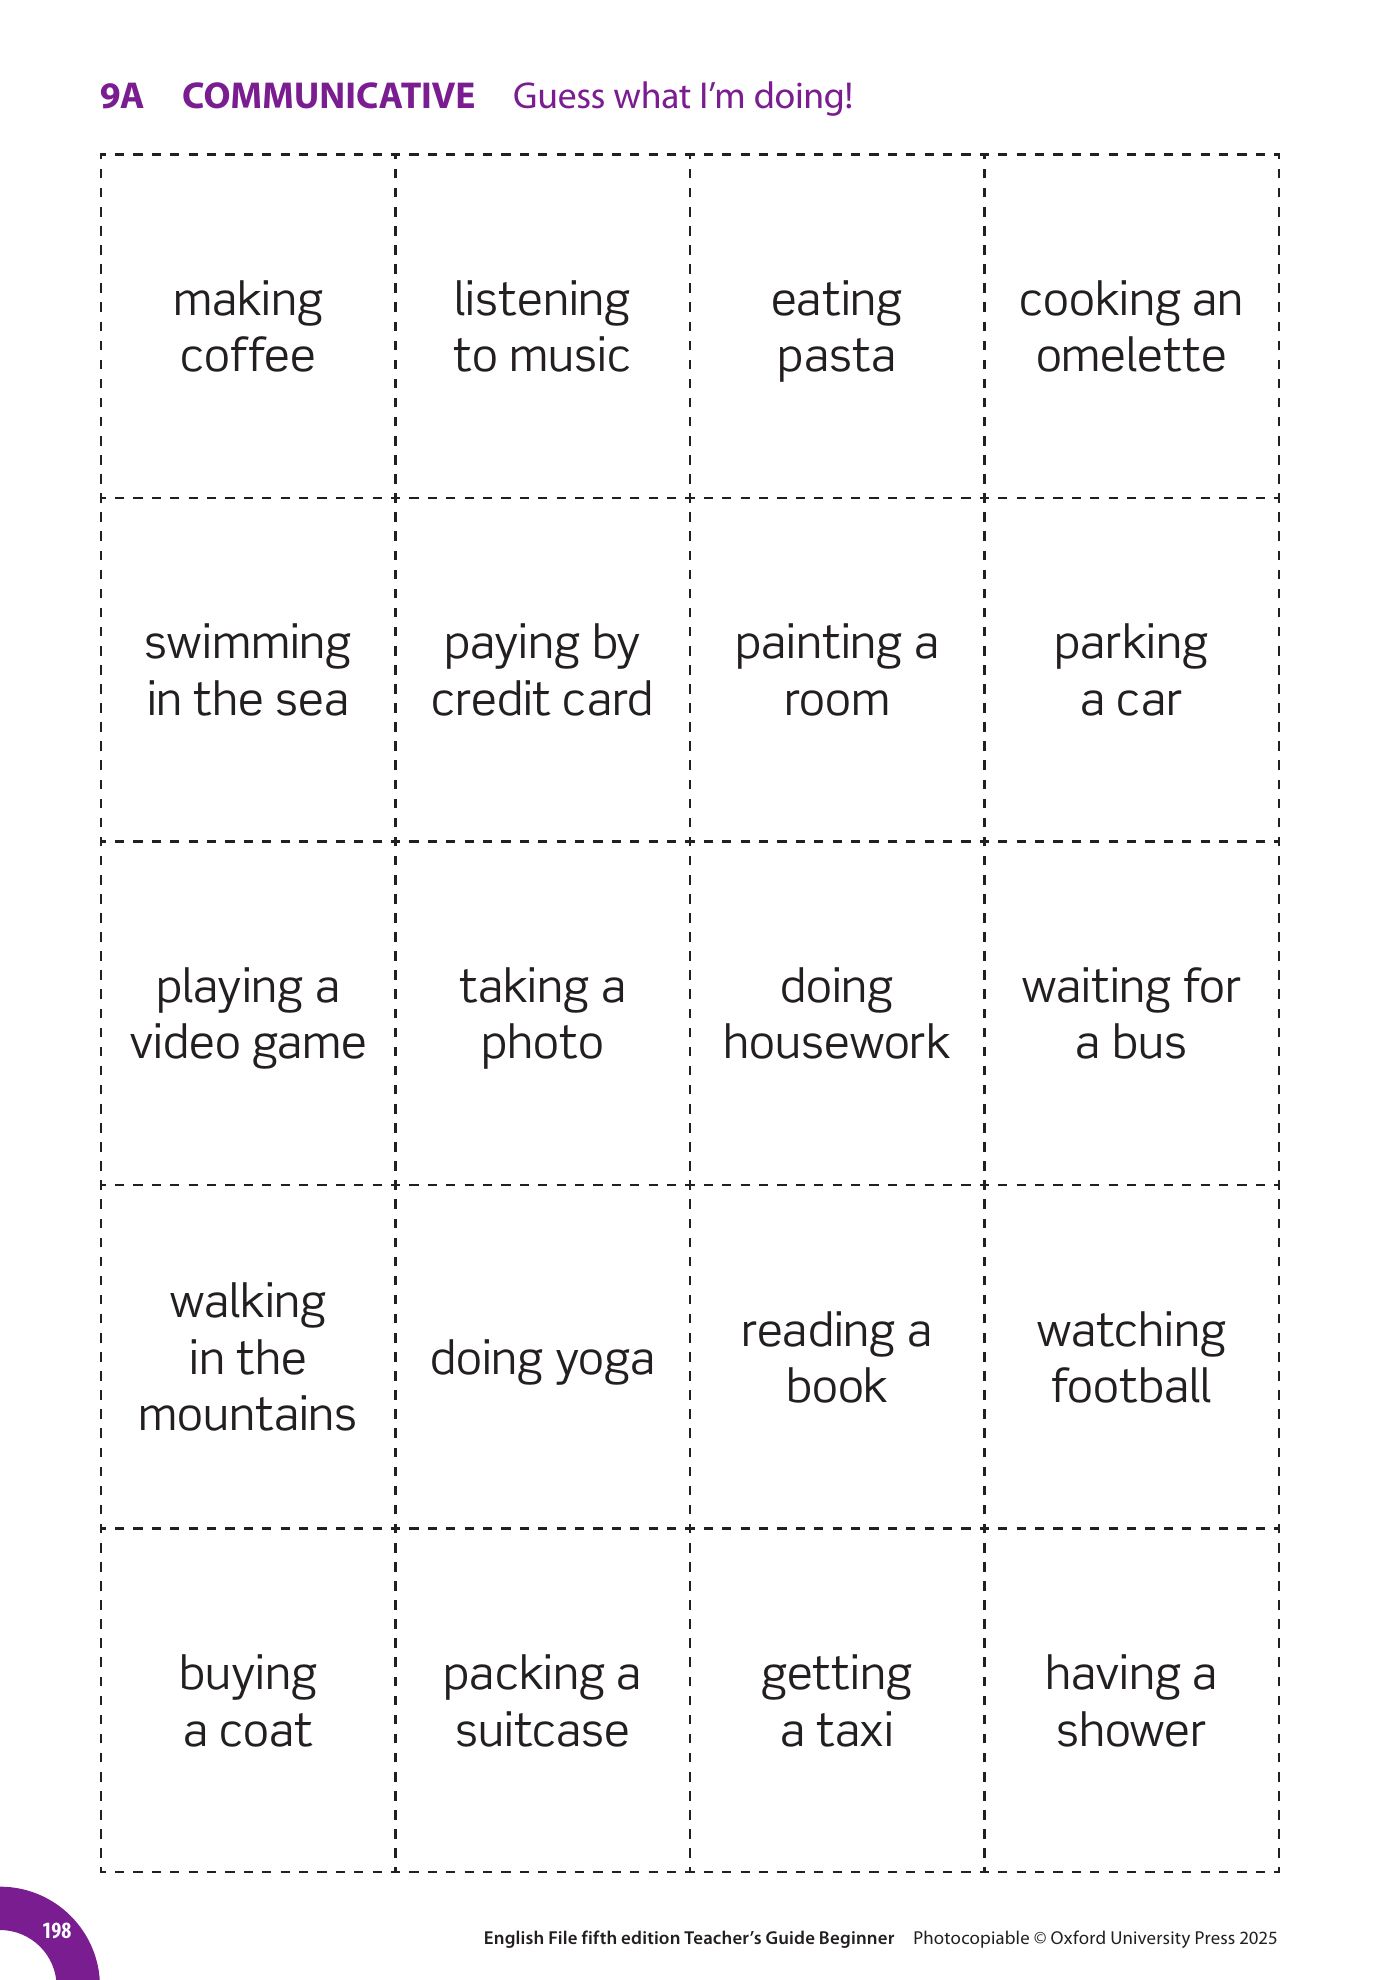 9A COMMUNICATIVE Guess what I’m doing!
making
coffee
listening
to music
eating
pasta
cooking an
omelette
swimming
in the sea
paying by
credit card
painting a
room
parking
a car
playing a
video game
taking a
photo
doing
housework
waiting for
a bus
walking
in the
mountains
doing yoga
reading a
book
watching
football
buying
a coat
packing a
suitcase
getting
a taxi
having a
shower
198
English File fifth edition Teacher’s Guide Beginner Photocopiable © Oxford University Press 2025